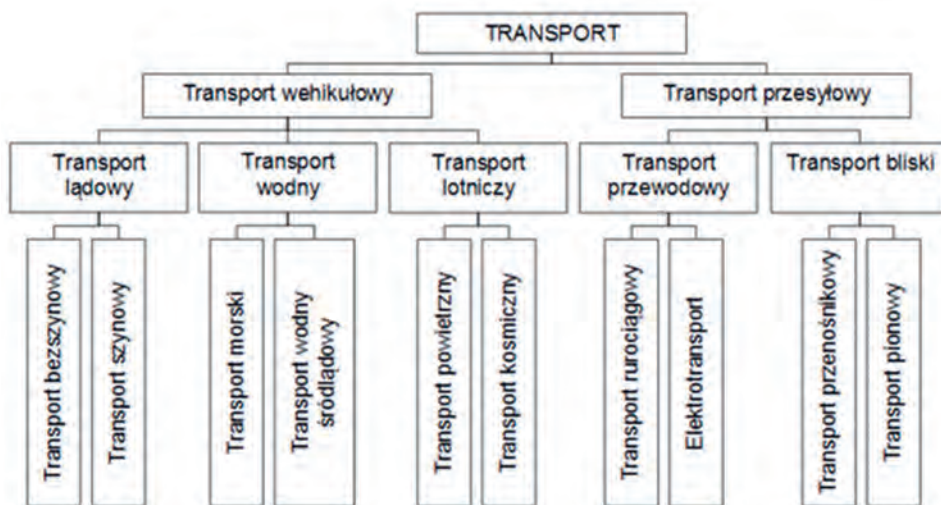 TRANSPORT
Transport wehikułowy
Transport przesyłowy
Transport
lądowy
Transport
wodny
Transport
lotniczy
Transport
przewodowy
Transport bliski
Transport bezszynowy
Transport szynowy
Transport morski
Transport wodny
śródlądowy
Transport powietrzny
Transport kosmiczny
Transport rurociągowy
Elektrotransport
Transport przenośnikowy
Transport pionowy